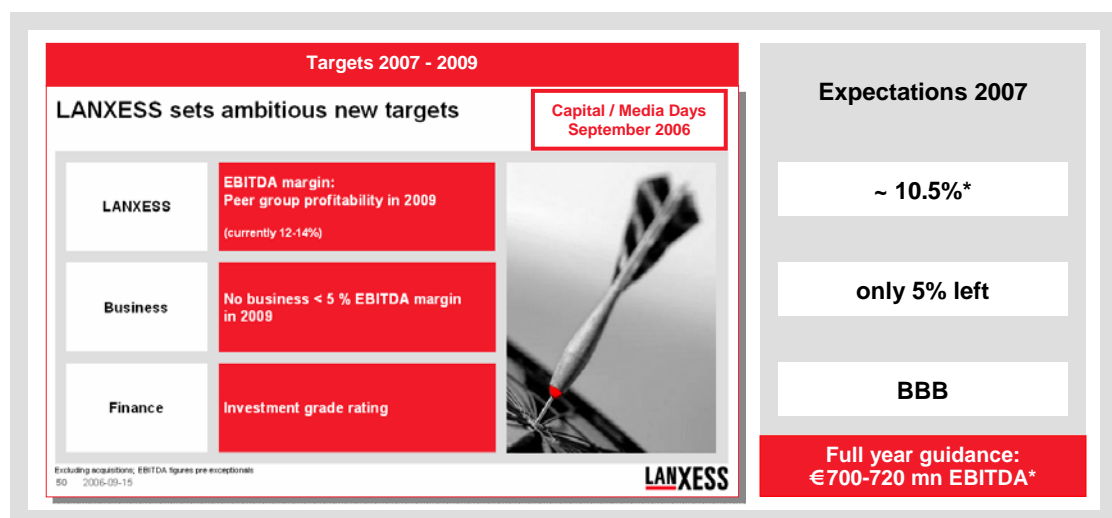 Targets 2007 - 2009
LANXESS sets ambitious new targets
Capital / Media Days
September 2006
LANXESS
EBITDA margin:
Peer group profitability in 2009
(currently 12-14%)
Business
No business < 5 % EBITDA margin
in 2009
Finance
Investment grade rating
Excluding acquisitions; EBITDA figures pre exceptionals
50 2006-09-15
LANXESS
Expectations 2007
~ 10.5%*
only 5% left
BBB
Full year guidance:
€700-720 mn EBITDA*